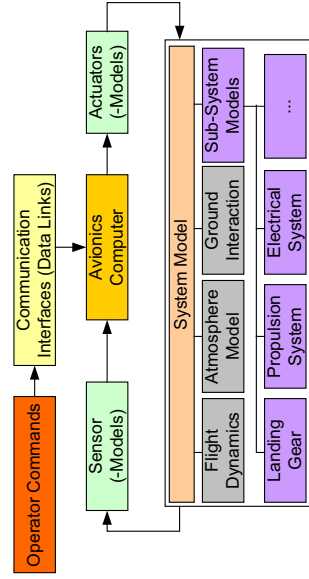 Operator Commands
Communication
Interfaces (Data Links)
Sensor
(-Models)
Avionics
Computer
Actuators
(-Models)
System Model
Flight
Dynamics
Atmosphere
Model
Ground
Interaction
Sub-System
Models
Landing
Gear
Propulsion
System
Electrical
System
...